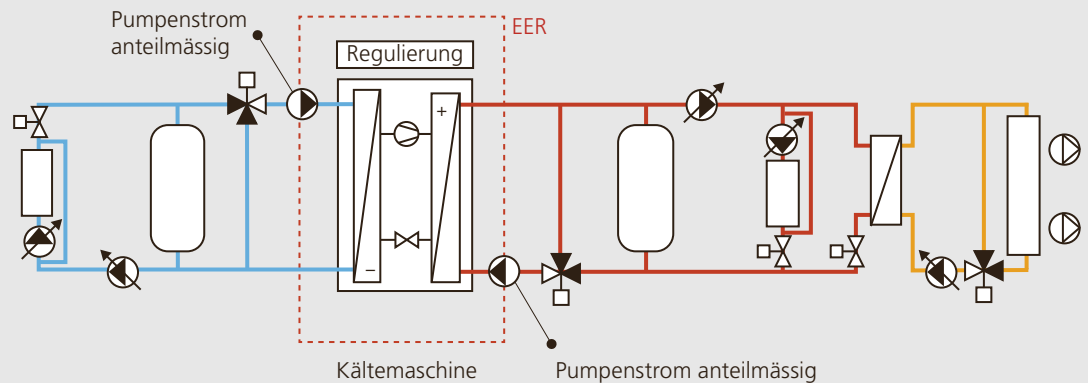 Pumpenstrom
anteilmässig
EER
Regulierung
+
–
Kältemaschine
Pumpenstrom anteilmässig